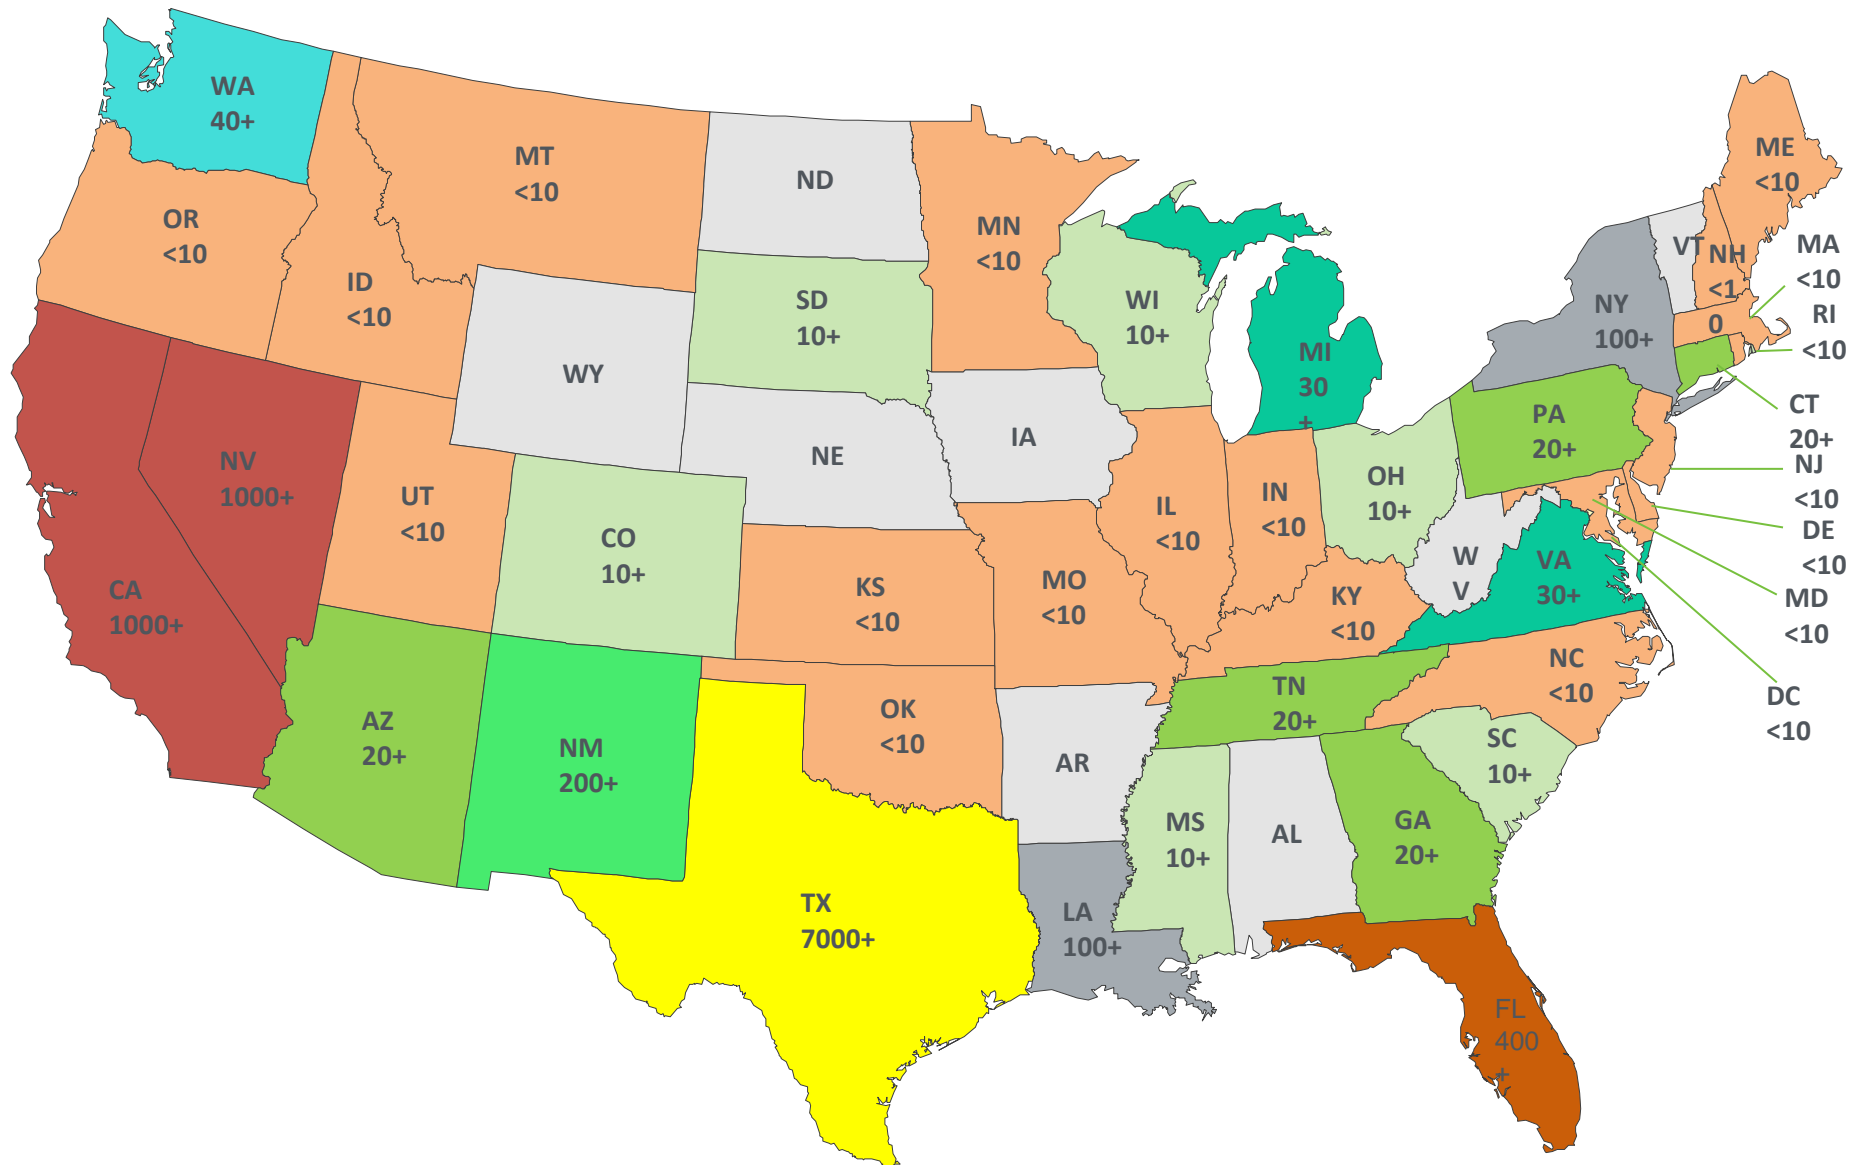 WA
40+
MT
<10
ND
OR
<10
ID
<10
MN
<10
SD
10+
WI
10+
WY
MI
30
+
NY
100+
VT
NH
<1
0
ME
<10
MA
<10
RI
<10
CT
20+
NJ
<10
DE
<10
MD
<10
DC
<10
PA
20+
IA
NE
NV
1000+
UT
<10
CO
10+
CA
1000+
KS
<10
MO
<10
IL
<10
IN
<10
OH
10+
W
V
VA
30+
KY
<10
NC
<10
TN
20+
SC
10+
AZ
20+
NM
200+
OK
<10
AR
MS
10+
AL
GA
20+
TX
7000+
LA
100+
FL
400
+